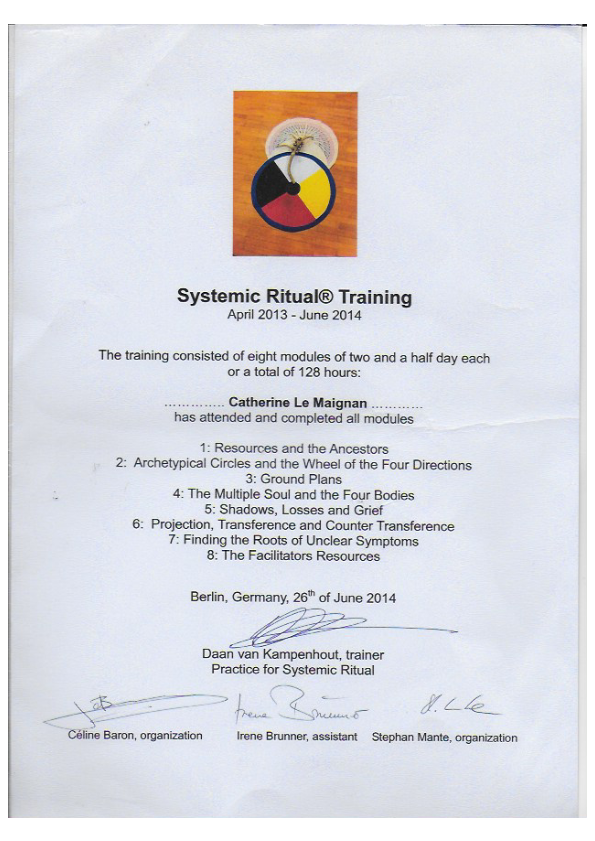 Systemic Ritual® Training
April 2013 - June 2014
The training consisted of eight modules of two and a half day each
or a total of 128 hours:
………….. Catherine Le Maignan …………
has attended and completed all modules
1: Resources and the Ancestors
2: Archetypical Circles and the Wheel of the Four Directions
3: Ground Plans
4: The Multiple Soul and the Four Bodies
5: Shadows, Losses and Grief
6: Projection, Transference and Counter Transference
7: Finding the Roots of Unclear Symptoms
8: The Facilitators Resources
Berlin, Germany, 26th of June 2014
Daan van Kampenhout, trainer
Practice for Systemic Ritual
Irene Brunner
Céline Baron, organization Irene Brunner, assistant Stephan Mante, organization